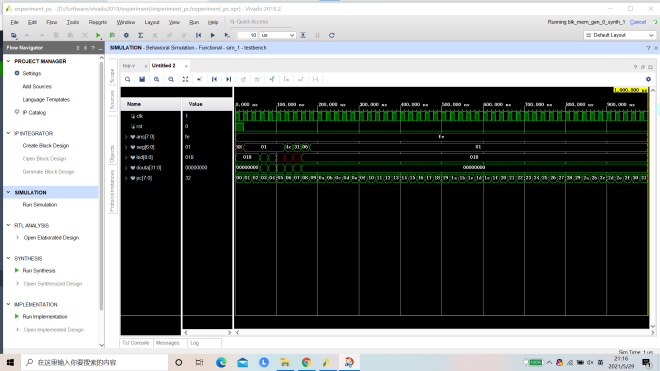 experiment_pc - [D:/Software/vivado2019/experiment/experiment_pc/experiment_pc.xpr] - Vivado 2019.2
File Edit Flow Tools Reports Window Layout View Run Help Quick Access
Running blk_mem_gen_0_synth_1 Cancel
10 us
Default Layout
Flow Navigator
SIMULATION - Behavioral Simulation - Functional - sim_1 - testbench
PROJECT MANAGER
Settings
Add Sources
Language Templates
IP Catalog
IP INTEGRATOR
Create Block Design
Open Block Design
Generate Block Design
SIMULATION
Run Simulation
RTL ANALYSIS
Open Elaborated Design
SYNTHESIS
Run Synthesis
Open Synthesized Design
IMPLEMENTATION
Run Implementation
Open Implemented Design
Scope
Sources
Objects
Protocol Instances
top.v
Untitled 2
Name Value
clk 1
rst 0
ans[7:0] fe
seg[6:0] 01
led[8:0] 018
douta[31:0] 00000000
pc[7:0] 32
1,000.000 ns
0.000 ns 100.000 ns 200.000 ns 300.000 ns 400.000 ns 500.000 ns 600.000 ns 700.000 ns 800.000 ns 900.000 ns
fe
01 4c 31 06 01
018 018
00000000 00000000
00 01 02 03 04 05 06 07 08 09 0a 0b 0c 0d 0e 0f 10 11 12 13 14 15 16 17 18 19 1a 1b 1c 1d 1e 1f 20 21 22 23 24 25 26 27 28 29 2a 2b 2c 2d 2e 2f 30 31
Tcl Console Messages Log
Sim Time: 1 us
在这里输入你要搜索的内容
100%
英
21:16
2021/5/29